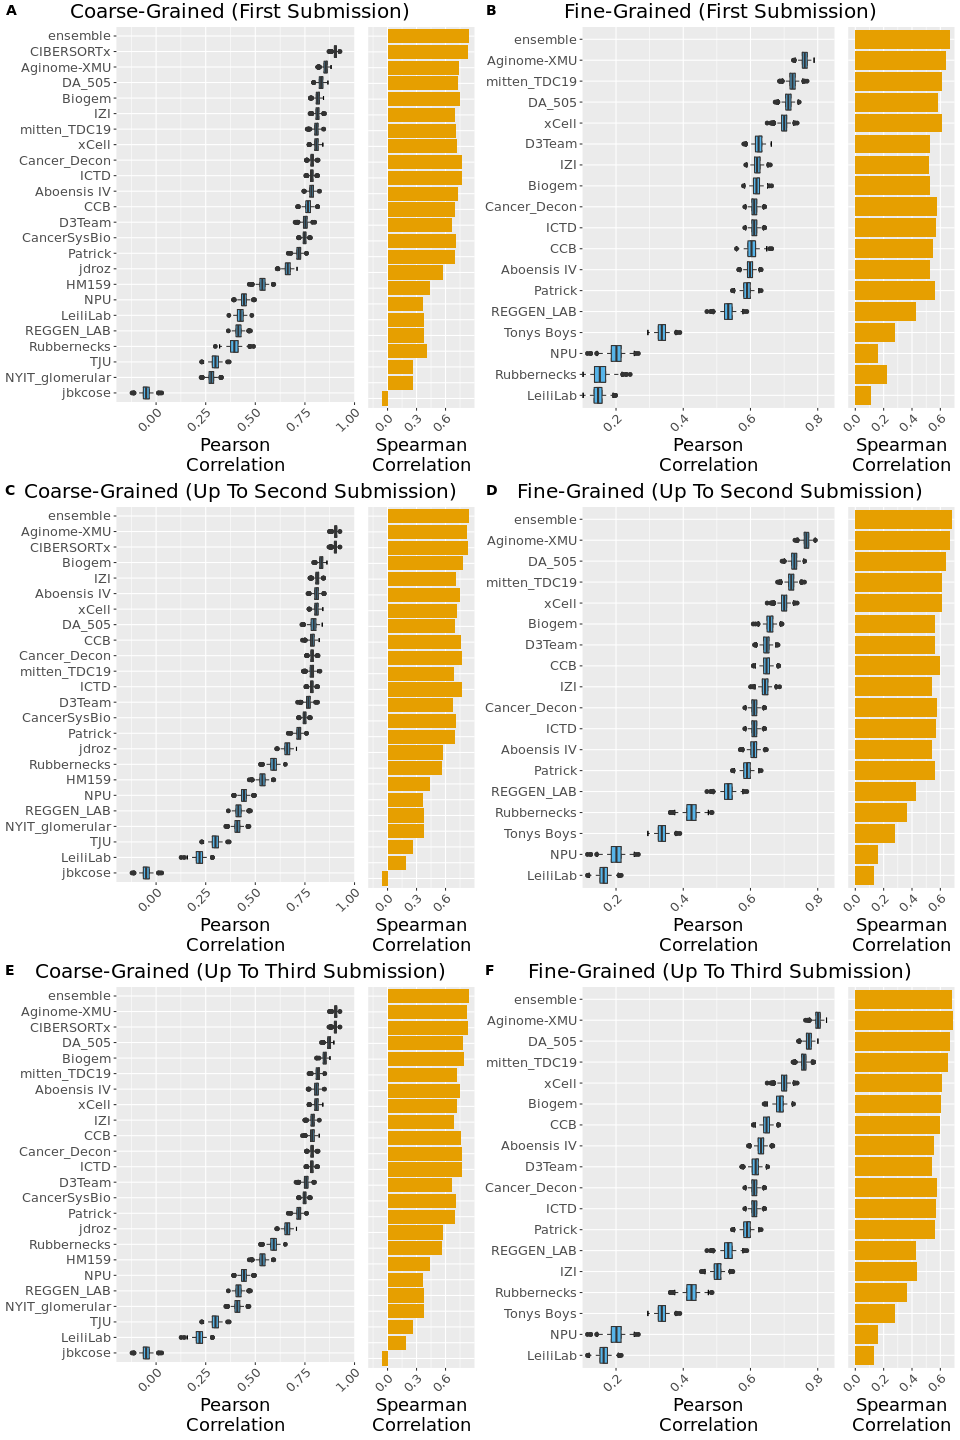 A Coarse-Grained (First Submission)
ensemble
CIBERSORTx
Aginome-XMU
DA_505
Biogem
IZI
mitten_TDC19
xCell
Cancer_Decon
ICTD
Aboensis IV
CCB
D3Team
CancerSysBio
Patrick
jdroz
HM159
NPU
LeiliLab
REGGEN_LAB
Rubbernecks
TJU
NYIT_glomerular
jbkcose
0.00 0.25 0.50 0.75 1.00 0.0 0.3 0.6
Pearson Correlation
Spearman Correlation
B Fine-Grained (First Submission)
ensemble
Aginome-XMU
mitten_TDC19
DA_505
xCell
D3Team
IZI
Biogem
Cancer_Decon
ICTD
CCB
Aboensis IV
Patrick
REGGEN_LAB
Tonys Boys
NPU
Rubbernecks
LeiliLab
0.2 0.4 0.6 0.8 0.0 0.2 0.4 0.6
Pearson Correlation
Spearman Correlation
C Coarse-Grained (Up To Second Submission)
ensemble
Aginome-XMU
CIBERSORTx
Biogem
IZI
Aboensis IV
xCell
DA_505
CCB
Cancer_Decon
mitten_TDC19
ICTD
D3Team
CancerSysBio
Patrick
jdroz
Rubbernecks
HM159
NPU
REGGEN_LAB
NYIT_glomerular
TJU
LeiliLab
jbkcose
0.00 0.25 0.50 0.75 1.00 0.0 0.3 0.6
Pearson Correlation
Spearman Correlation
D Fine-Grained (Up To Second Submission)
ensemble
Aginome-XMU
DA_505
mitten_TDC19
xCell
Biogem
D3Team
CCB
IZI
Cancer_Decon
ICTD
Aboensis IV
Patrick
REGGEN_LAB
Rubbernecks
Tonys Boys
NPU
LeiliLab
0.2 0.4 0.6 0.8 0.0 0.2 0.4 0.6
Pearson Correlation
Spearman Correlation
E Coarse-Grained (Up To Third Submission)
ensemble
Aginome-XMU
CIBERSORTx
DA_505
Biogem
mitten_TDC19
Aboensis IV
xCell
IZI
CCB
Cancer_Decon
ICTD
D3Team
CancerSysBio
Patrick
jdroz
Rubbernecks
HM159
NPU
REGGEN_LAB
NYIT_glomerular
TJU
LeiliLab
jbkcose
0.00 0.25 0.50 0.75 1.00 0.0 0.3 0.6
Pearson Correlation
Spearman Correlation
F Fine-Grained (Up To Third Submission)
ensemble
Aginome-XMU
DA_505
mitten_TDC19
xCell
Biogem
CCB
Aboensis IV
D3Team
Cancer_Decon
ICTD
Patrick
REGGEN_LAB
IZI
Rubbernecks
Tonys Boys
NPU
LeiliLab
0.2 0.4 0.6 0.8 0.0 0.2 0.4 0.6
Pearson Correlation
Spearman Correlation